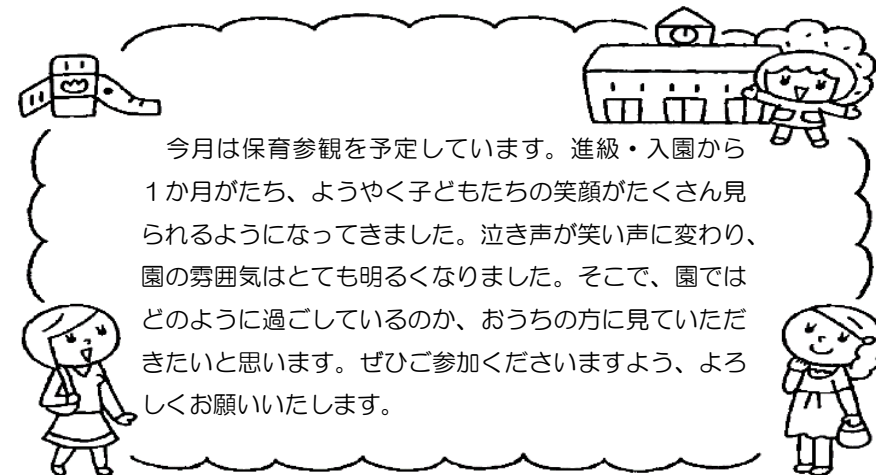 今月は保育参観を予定しています。進級・入園から
１か月がたち、ようやく子どもたちの笑顔がたくさん見
られるようになってきました。泣き声が笑い声に変わり、
園の雰囲気はとても明るくなりました。そこで、園では
どのように過ごしているのか、おうちの方に見ていただ
きたいと思います。ぜひご参加くださいますよう、よろ
しくお願いいたします。